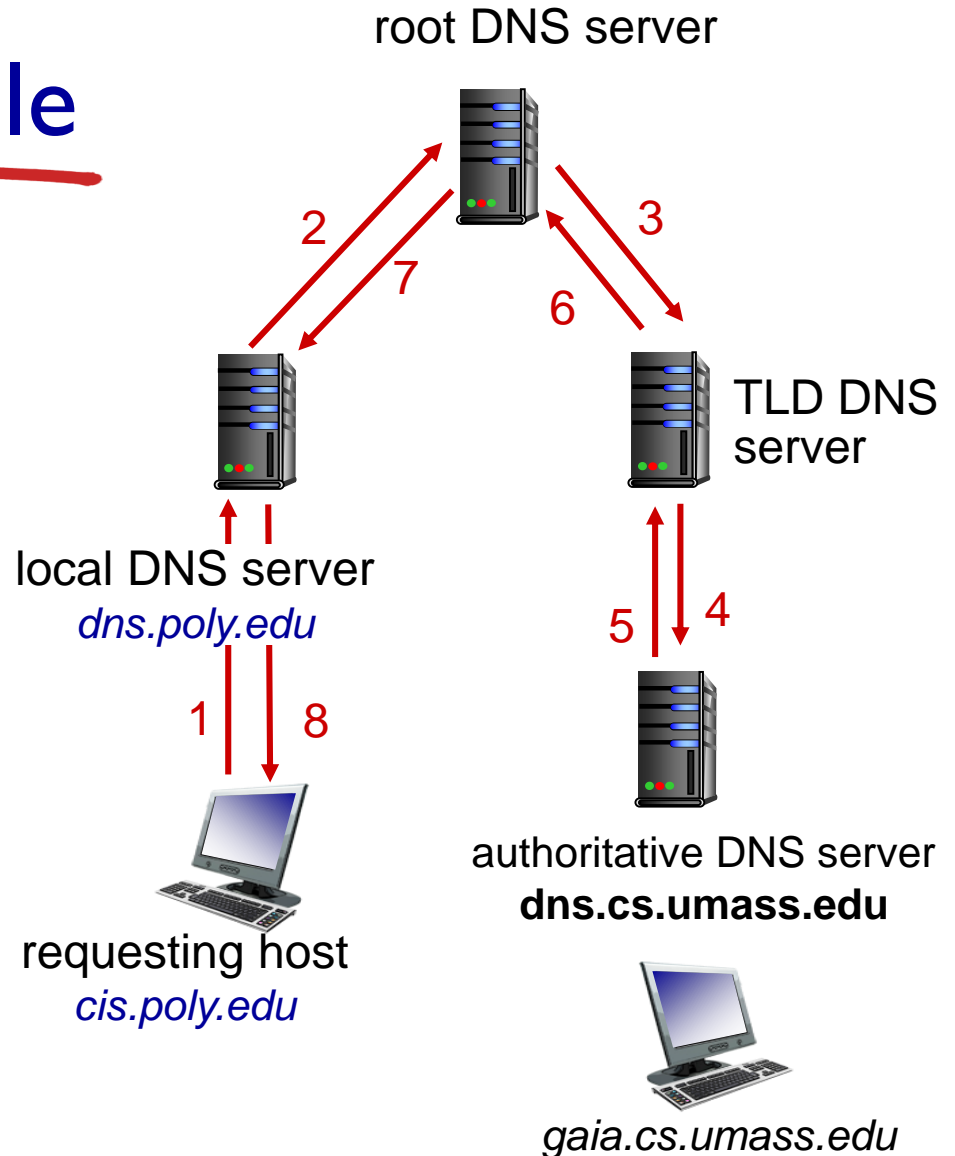 root DNS server
le
2
3
7
6
TLD DNS
server
local DNS server
dns.poly.edu
5
4
1
8
authoritative DNS server
dns.cs.umass.edu
requesting host
cis.poly.edu
gaia.cs.umass.edu